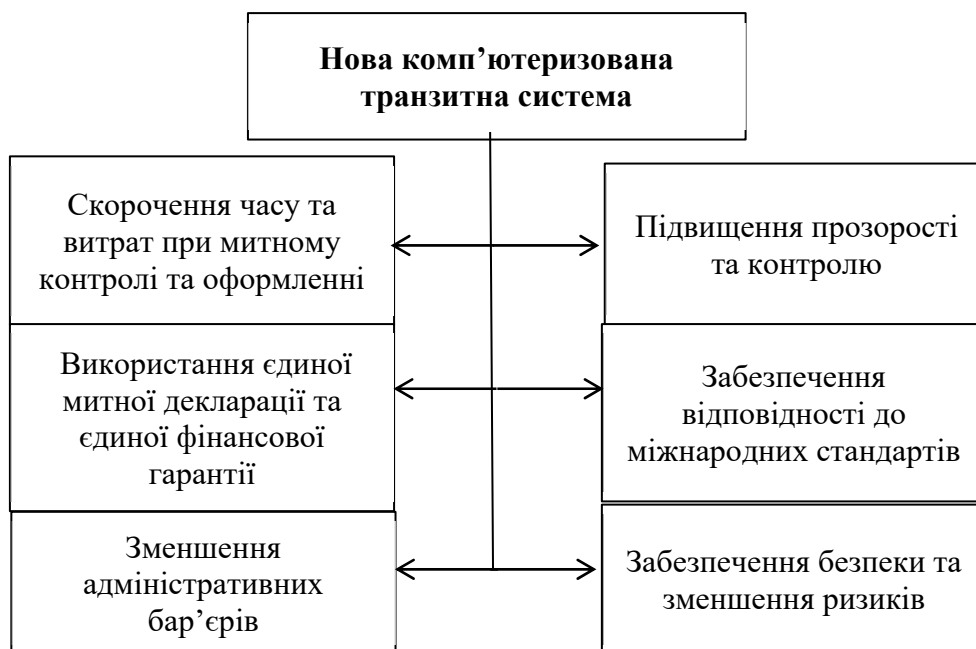 Нова комп’ютеризована
транзитна система
Скорочення часу та
витрат при митному
контролі та оформленні
Підвищення прозорості
та контролю
Використання єдиної
митної декларації та
єдиної фінансової
гарантії
Забезпечення
відповідності до
міжнародних стандартів
Зменшення
адміністративних
бар’єрів
Забезпечення безпеки та
зменшення ризиків